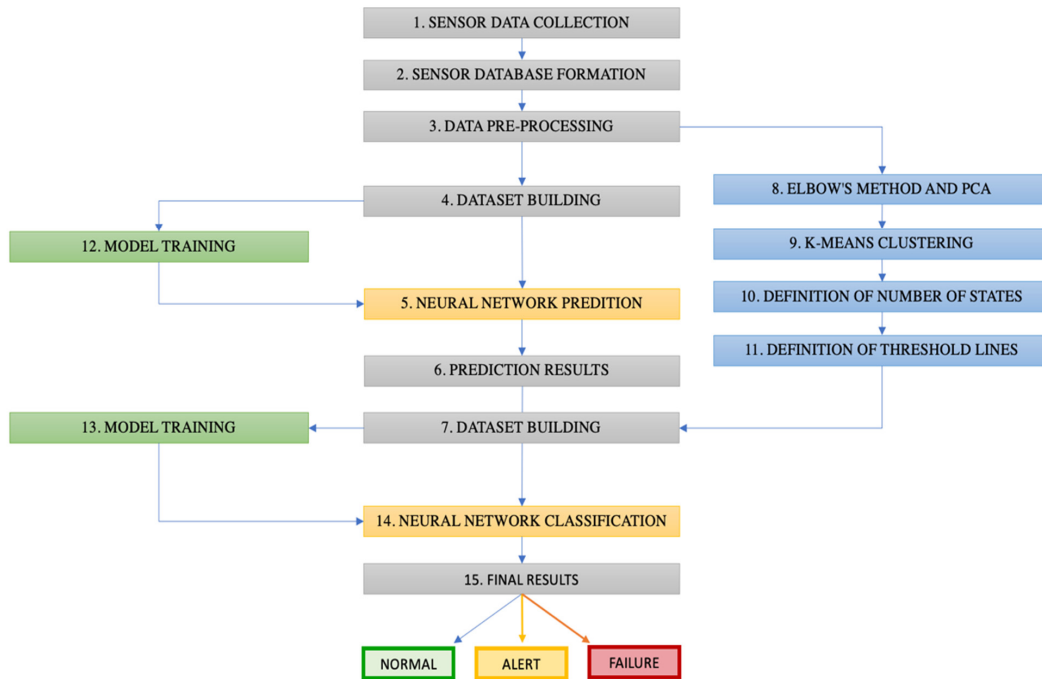 1. SENSOR DATA COLLECTION
2. SENSOR DATABASE FORMATION
3. DATA PRE-PROCESSING
4. DATASET BUILDING
8. ELBOW'S METHOD AND PCA
12. MODEL TRAINING
9. K-MEANS CLUSTERING
5. NEURAL NETWORK PREDITION
10. DEFINITION OF NUMBER OF STATES
11. DEFINITION OF THRESHOLD LINES
6. PREDICTION RESULTS
13. MODEL TRAINING
7. DATASET BUILDING
14. NEURAL NETWORK CLASSIFICATION
15. FINAL RESULTS
NORMAL
ALERT
FAILURE